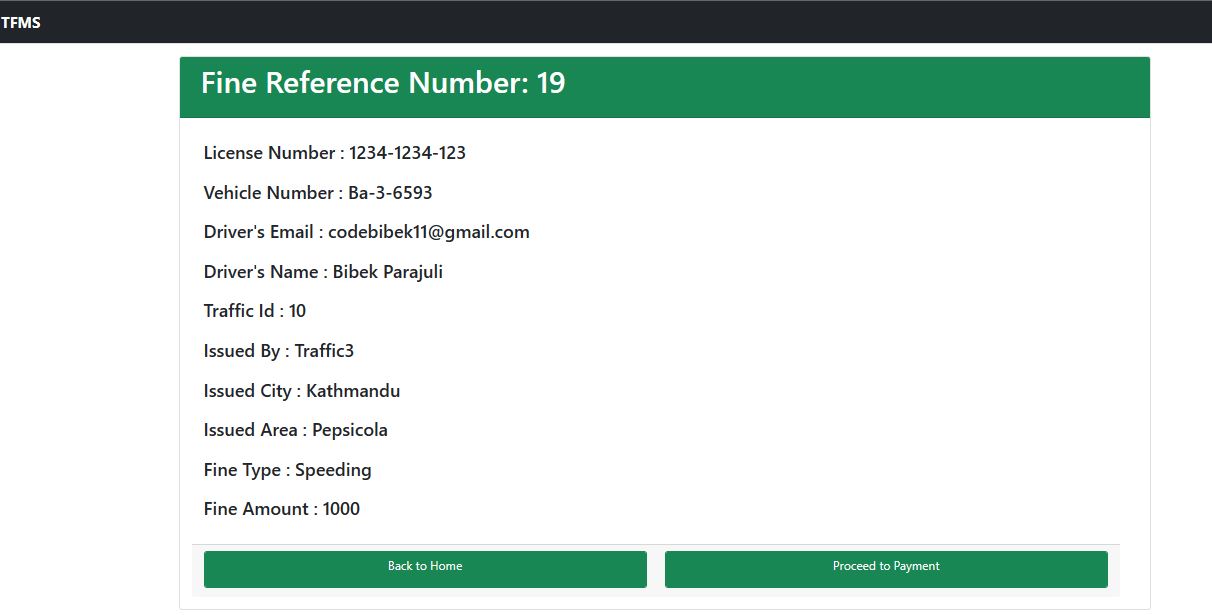 TFMS
Fine Reference Number: 19
License Number : 1234-1234-123
Vehicle Number : Ba-3-6593
Driver's Email : codebibek11@gmail.com
Driver's Name : Bibek Parajuli
Traffic Id : 10
Issued By : Traffic3
Issued City : Kathmandu
Issued Area : Pepsicola
Fine Type : Speeding
Fine Amount : 1000
Back to Home
Proceed to Payment